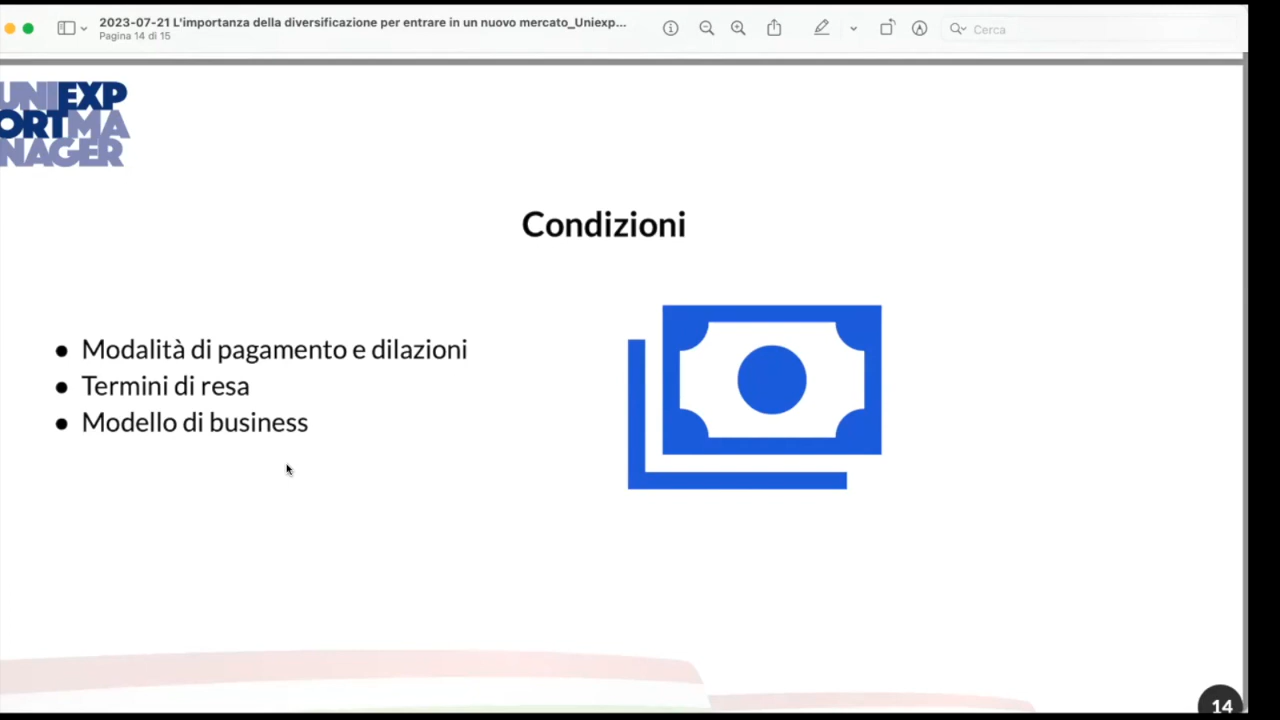 2023-07-21 L'importanza della diversificazione per entrare in un nuovo mercato_Uniexp...
Pagina 14 di 15
Cerca
UNIEXP
ORTMA
NAGER
Condizioni
● Modalità di pagamento e dilazioni
● Termini di resa
● Modello di business
14